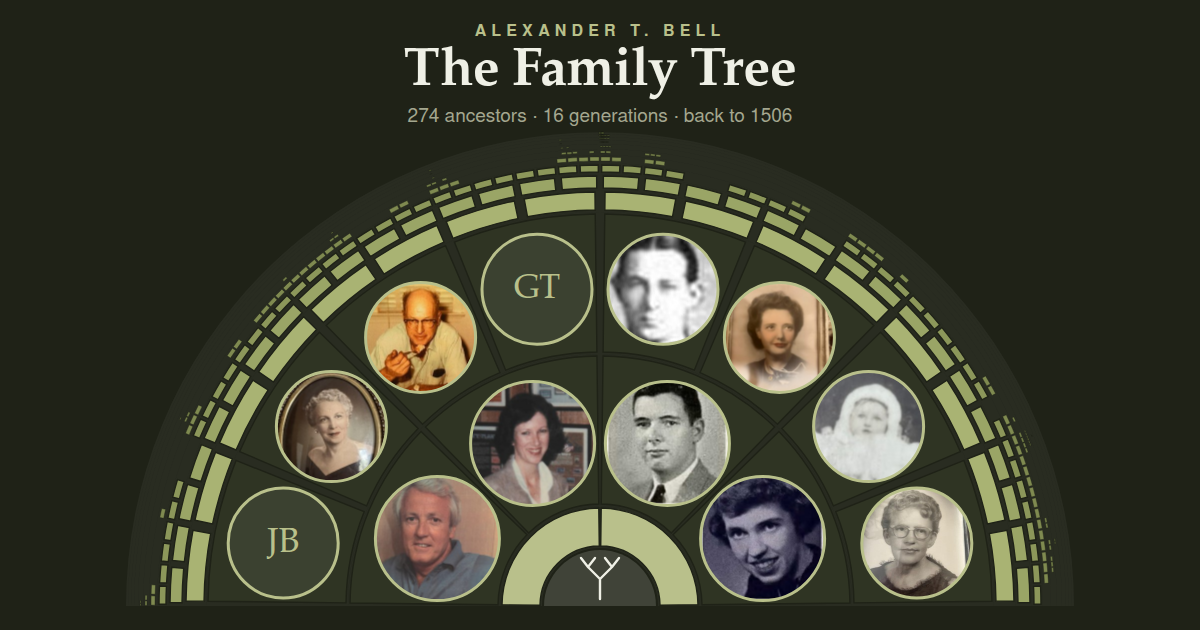 ALEXANDER T. BELL
The Family Tree
274 ancestors · 16 generations · back to 1506
GT
JB